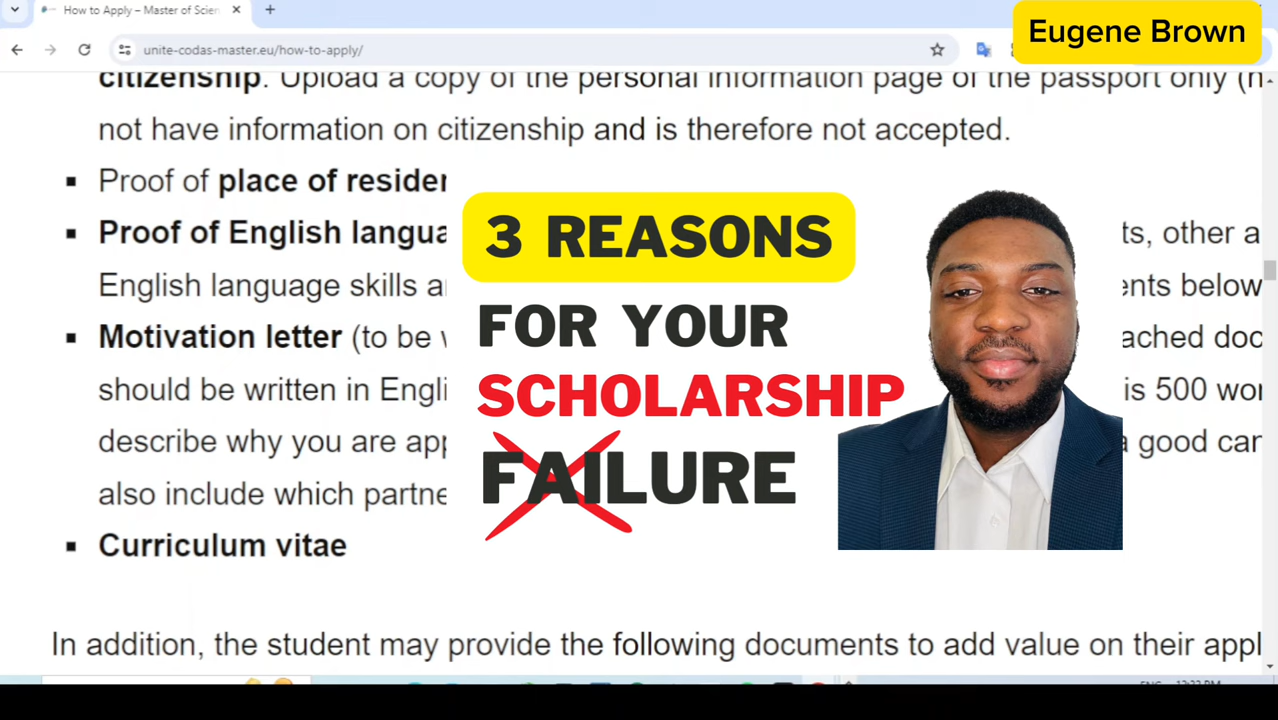 How to Apply – Master of Scien
Eugene Brown
unite-codas-master.eu/how-to-apply/
citizenship. Upload a copy of the personal information page of the passport only (n
not have information on citizenship and is therefore not accepted.
Proof of place of residen
3 REASONS
Proof of English langua
ts, other a
English language skills a
ents below
FOR YOUR
Motivation letter (to be
ached doc
should be written in Engli
is 500 wor
SCHOLARSHIP
describe why you are app
a good can
FAILURE
also include which partne
Curriculum vitae
In addition, the student may provide the following documents to add value on their appl